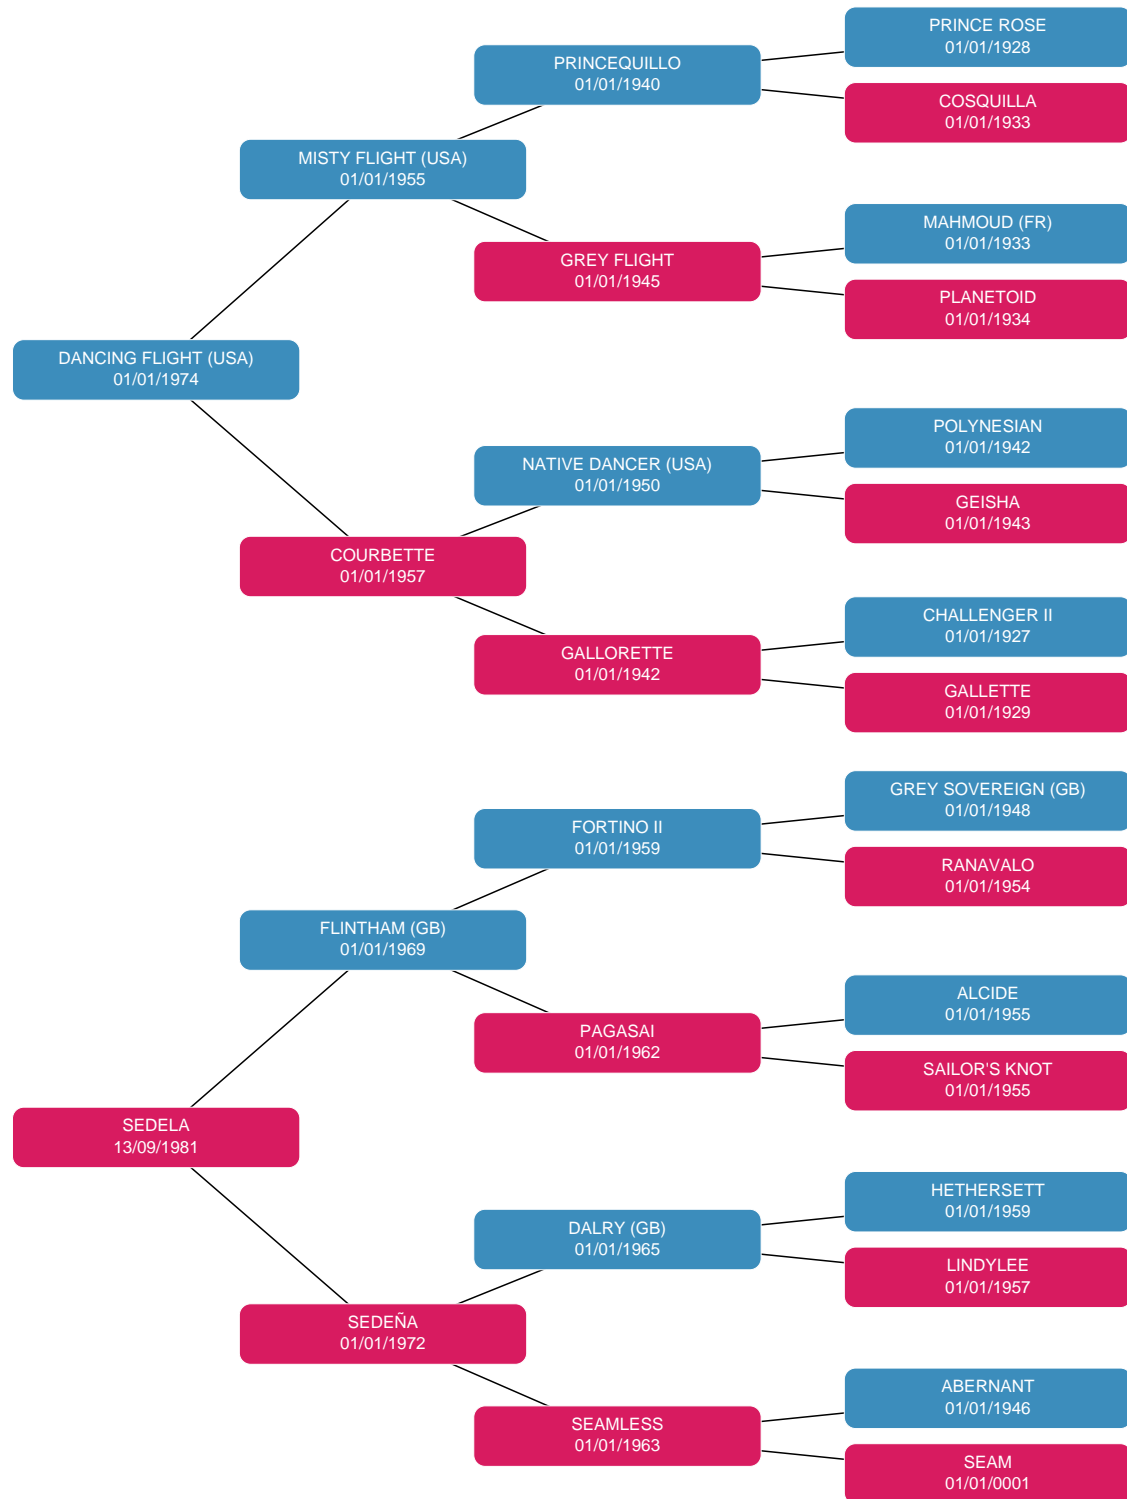 PRINCE ROSE
01/01/1928
PRINCEQUILLO
01/01/1940
COSQUILLA
01/01/1933
MISTY FLIGHT (USA)
01/01/1955
MAHMOUD (FR)
01/01/1933
GREY FLIGHT
01/01/1945
PLANETOID
01/01/1934
DANCING FLIGHT (USA)
01/01/1974
POLYNESIAN
01/01/1942
NATIVE DANCER (USA)
01/01/1950
GEISHA
01/01/1943
COURBETTE
01/01/1957
CHALLENGER II
01/01/1927
GALLORETTE
01/01/1942
GALLETTE
01/01/1929
GREY SOVEREIGN (GB)
01/01/1948
FORTINO II
01/01/1959
RANAVALO
01/01/1954
FLINTHAM (GB)
01/01/1969
ALCIDE
01/01/1955
PAGASAI
01/01/1962
SAILOR'S KNOT
01/01/1955
SEDELA
13/09/1981
HETHERSETT
01/01/1959
DALRY (GB)
01/01/1965
LINDYLEE
01/01/1957
SEDEÑA
01/01/1972
ABERNANT
01/01/1946
SEAMLESS
01/01/1963
SEAM
01/01/0001